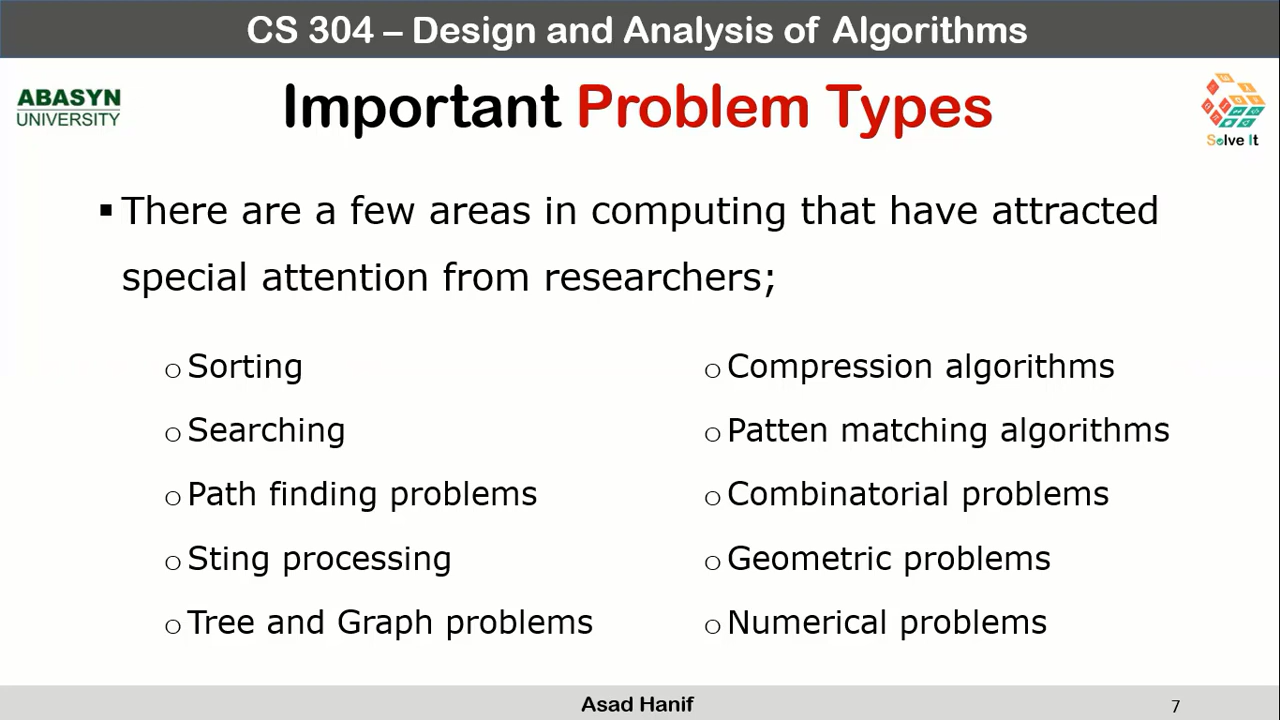 CS 304 – Design and Analysis of Algorithms
ABASYN
UNIVERSITY
Important Problem Types
Solve It
▪ There are a few areas in computing that have attracted
special attention from researchers;
o Sorting
o Searching
o Path finding problems
o Sting processing
o Tree and Graph problems
o Compression algorithms
o Patten matching algorithms
o Combinatorial problems
o Geometric problems
o Numerical problems
Asad Hanif
7